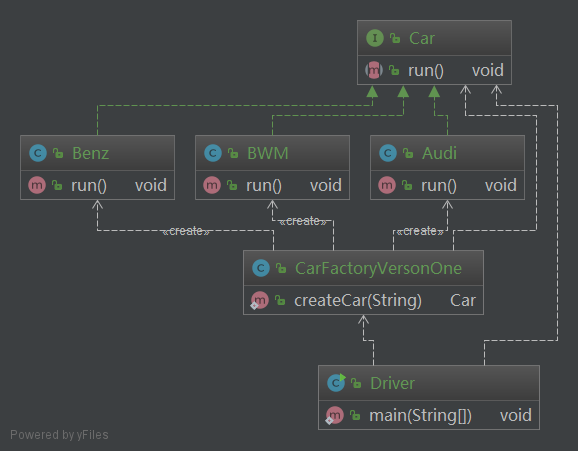 Car
run() void
Benz
run() void
BWM
run() void
Audi
run() void
«create»
«create»
«create»
CarFactoryVersonOne
createCar(String) Car
Driver
main(String[]) void
Powered by yFiles